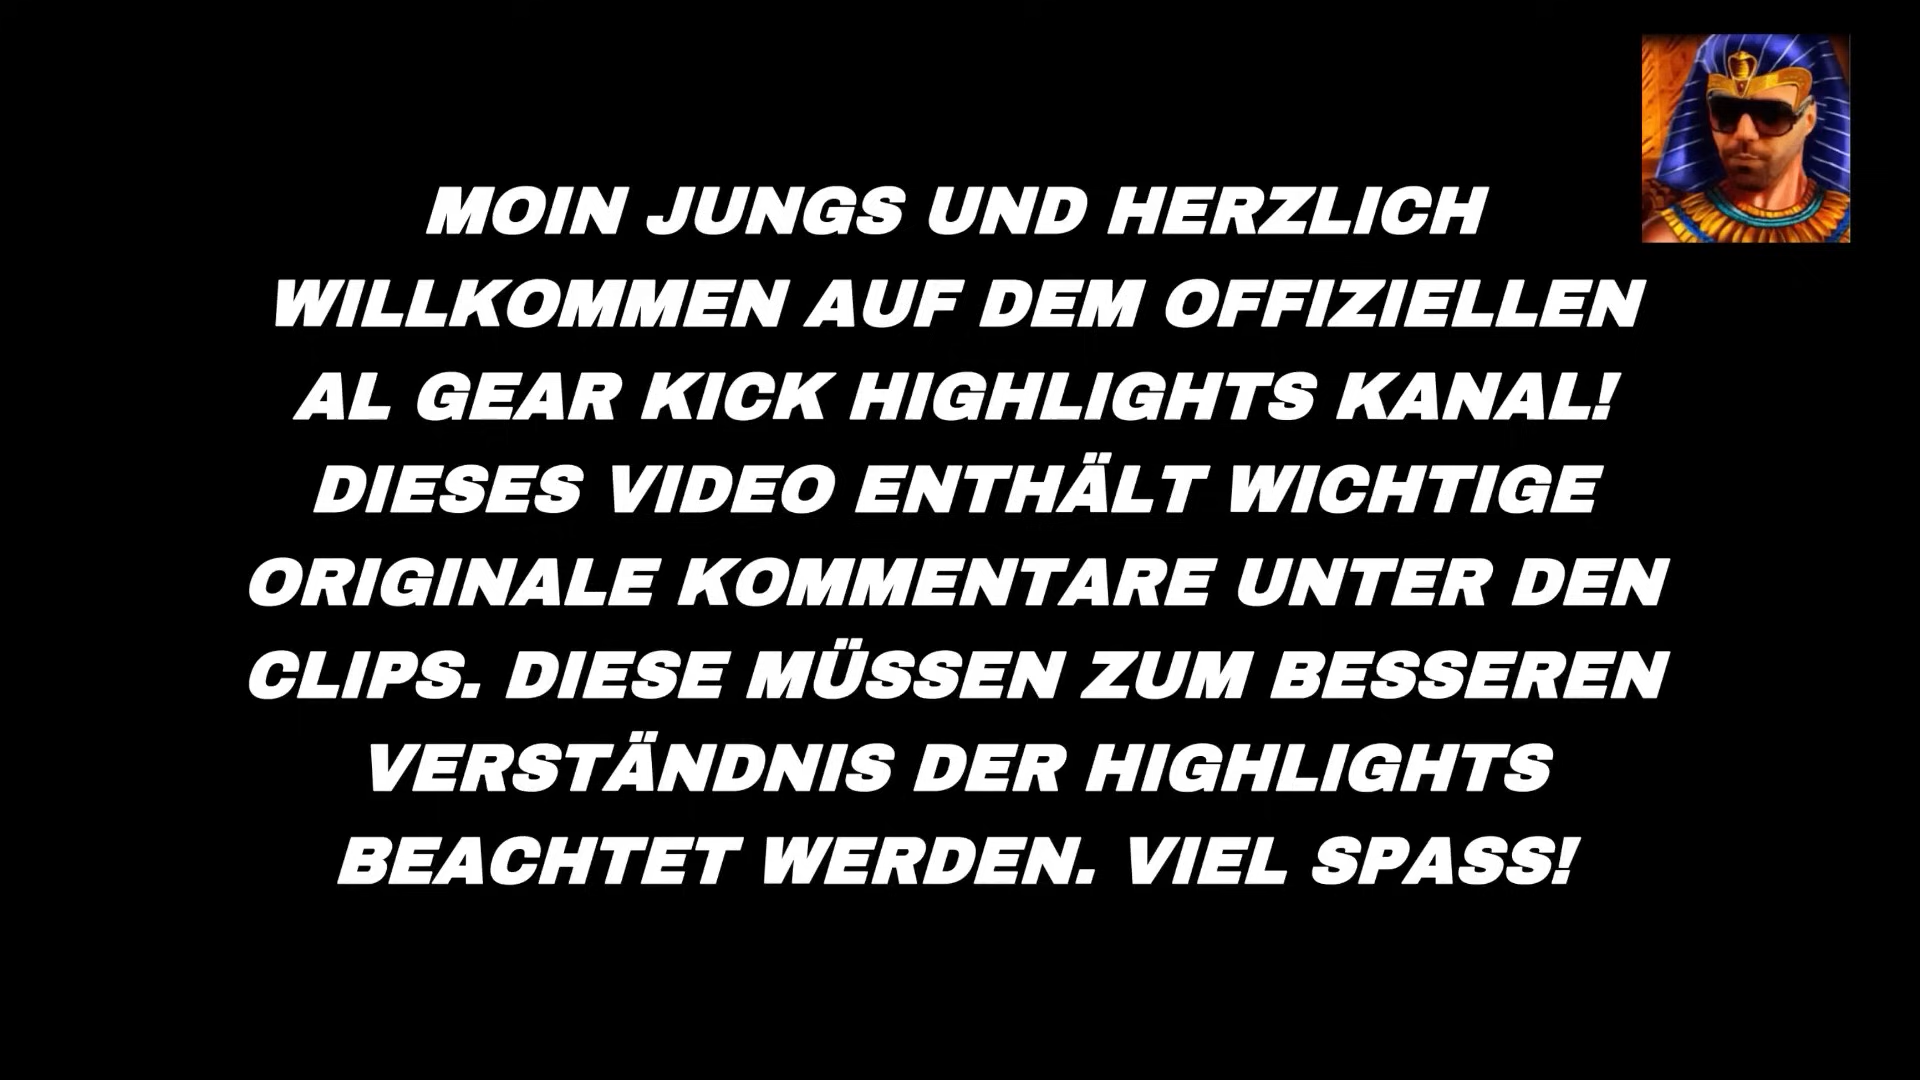 MOIN JUNGS UND HERZLICH
WILLKOMMEN AUF DEM OFFIZIELLEN
AL GEAR KICK HIGHLIGHTS KANAL!
DIESES VIDEO ENTHÄLT WICHTIGE
ORIGINALE KOMMENTARE UNTER DEN
CLIPS. DIESE MÜSSEN ZUM BESSEREN
VERSTÄNDNIS DER HIGHLIGHTS
BEACHTET WERDEN. VIEL SPASS!